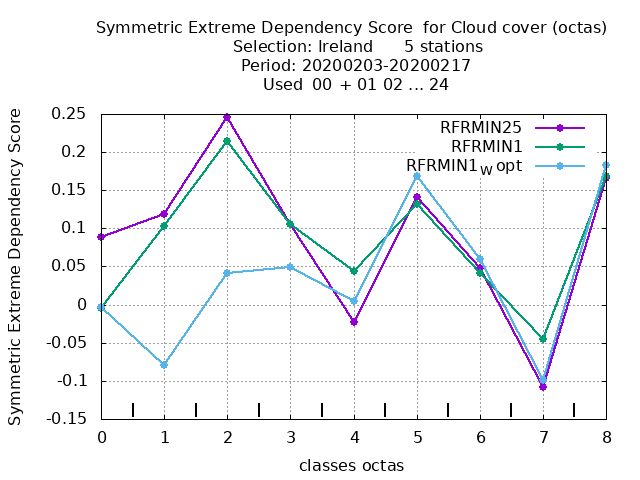 Symmetric Extreme Dependency Score for Cloud cover (octas)
Selection: Ireland 5 stations
Period: 20200203-20200217
Used 00 + 01 02 ... 24
Symmetric Extreme Dependency Score
0.25
0.2
0.15
0.1
0.05
0
-0.05
-0.1
-0.15
RFRMIN25
RFRMIN1
RFRMIN1W opt
0 1 2 3 4 5 6 7 8
classes octas